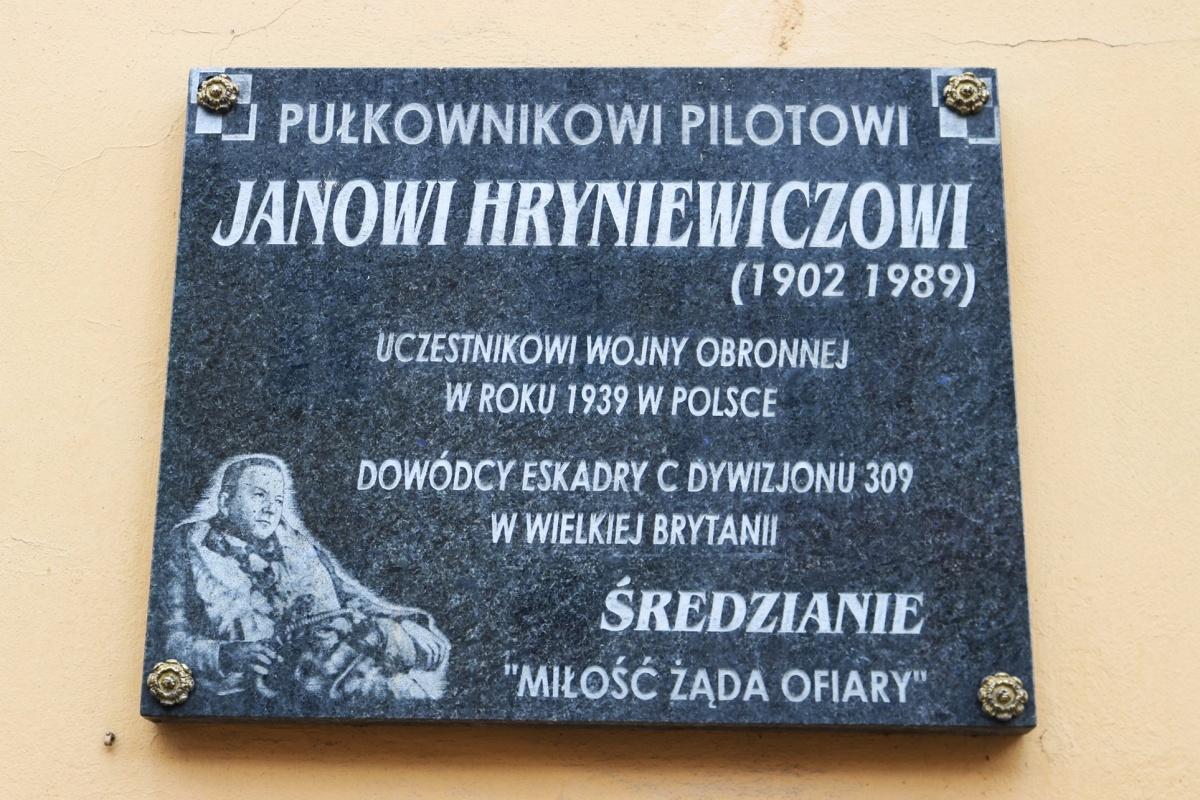 PUŁKOWNIKOWI PILOTOWI
JANOWI HRYNIEWICZOWI
(1902 1989)
UCZESTNIKOWI WOJNY OBRONNEJ
W ROKU 1939 W POLSCE
DOWÓDCY ESKADRY C DYWIZJONU 309
W WIELKIEJ BRYTANII
ŚREDZIANIE
"MIŁOŚĆ ŻĄDA OFIARY"